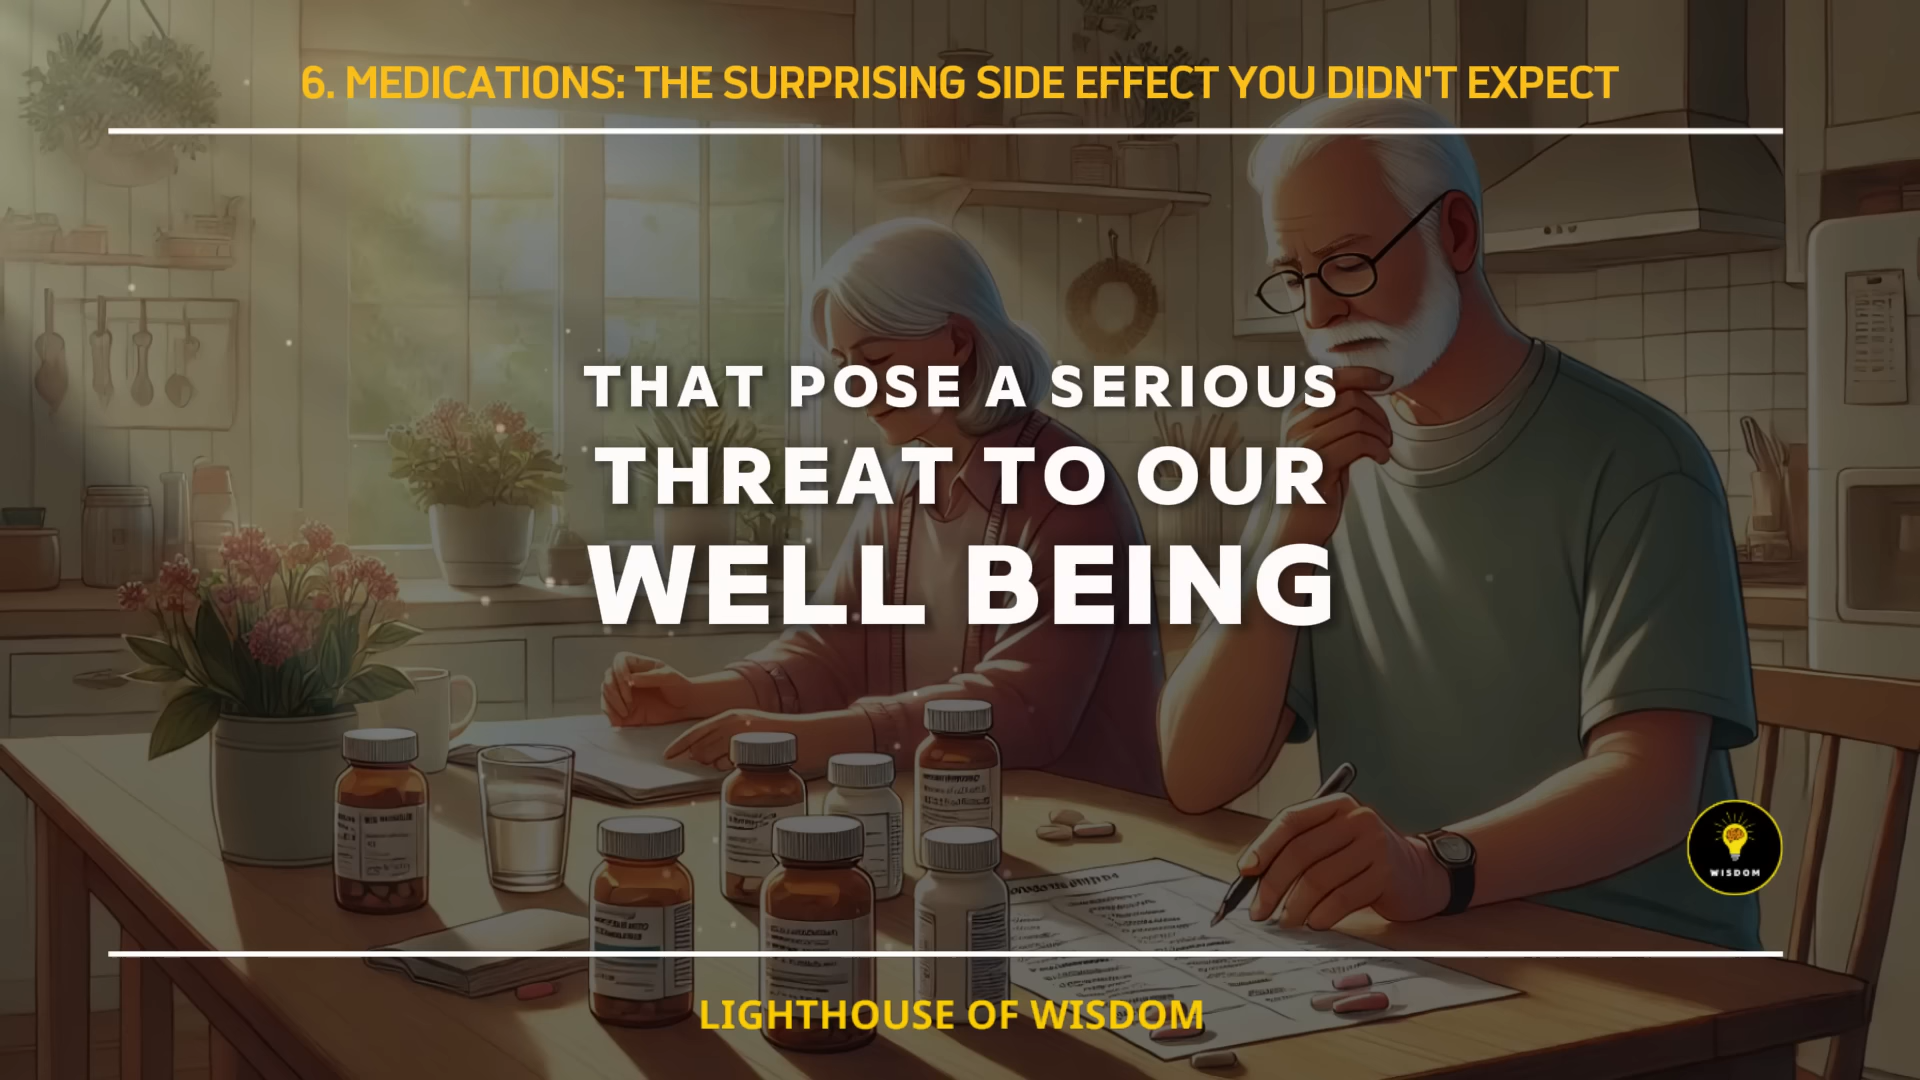 6. MEDICATIONS: THE SURPRISING SIDE EFFECT YOU DIDN'T EXPECT
THAT POSE A SERIOUS
THREAT TO OUR
WELL BEING
WISDOM
LIGHTHOUSE OF WISDOM